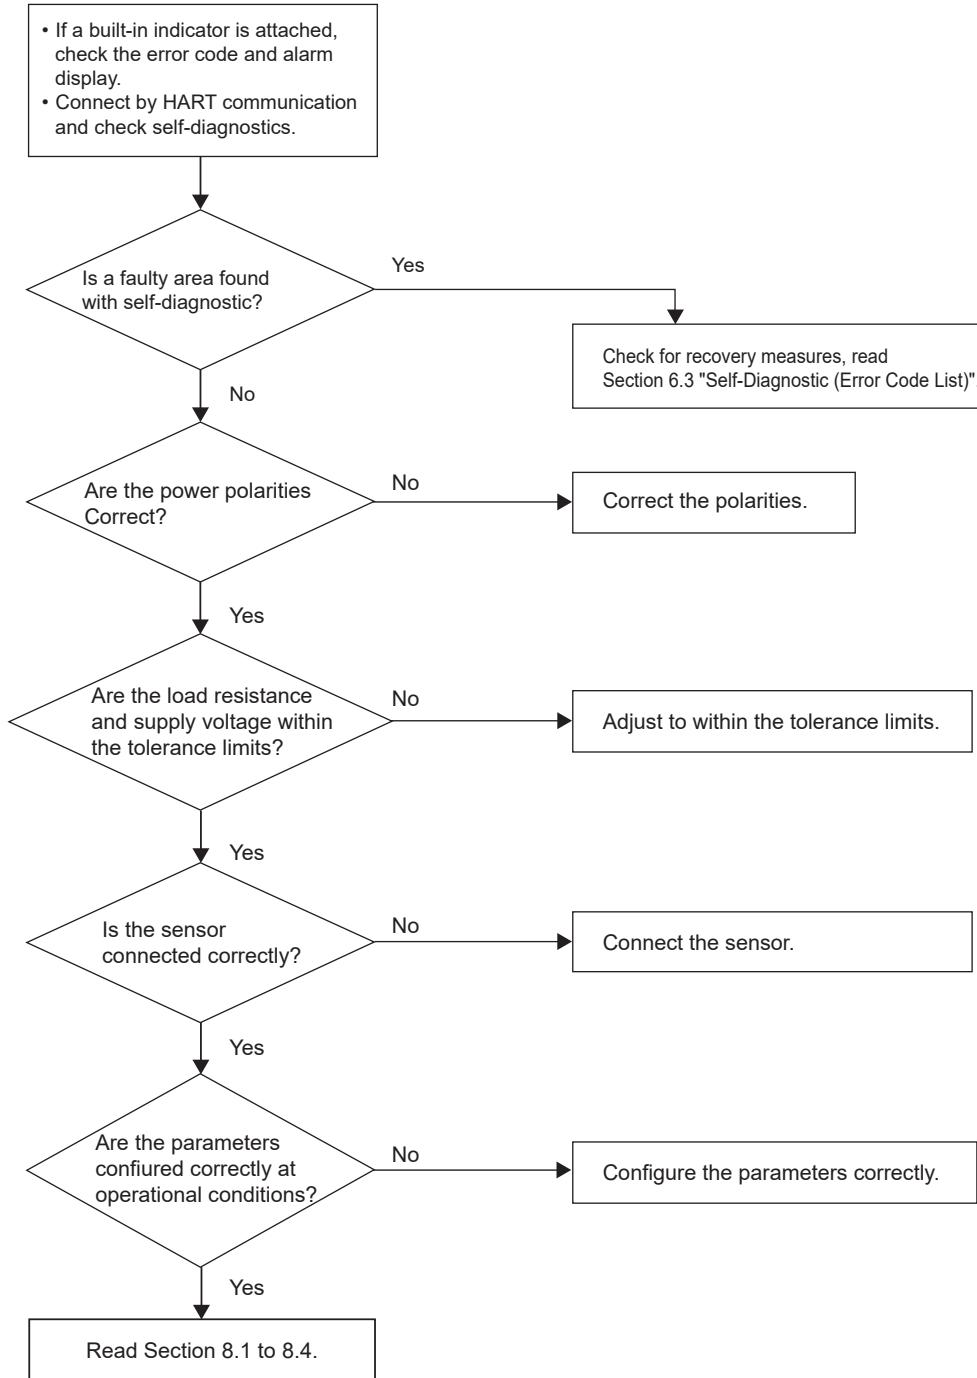 • If a built-in indicator is attached,
check the error code and alarm
display.
• Connect by HART communication
and check self-diagnostics.
Is a faulty area found
with self-diagnostic?
Yes
Check for recovery measures, read
Section 6.3 "Self-Diagnostic (Error Code List)".
No
Are the power polarities
Correct?
No
Correct the polarities.
Yes
Are the load resistance
and supply voltage within
the tolerance limits?
No
Adjust to within the tolerance limits.
Yes
Is the sensor
connected correctly?
No
Connect the sensor.
Yes
Are the parameters
confiured correctly at
operational conditions?
No
Configure the parameters correctly.
Yes
Read Section 8.1 to 8.4.